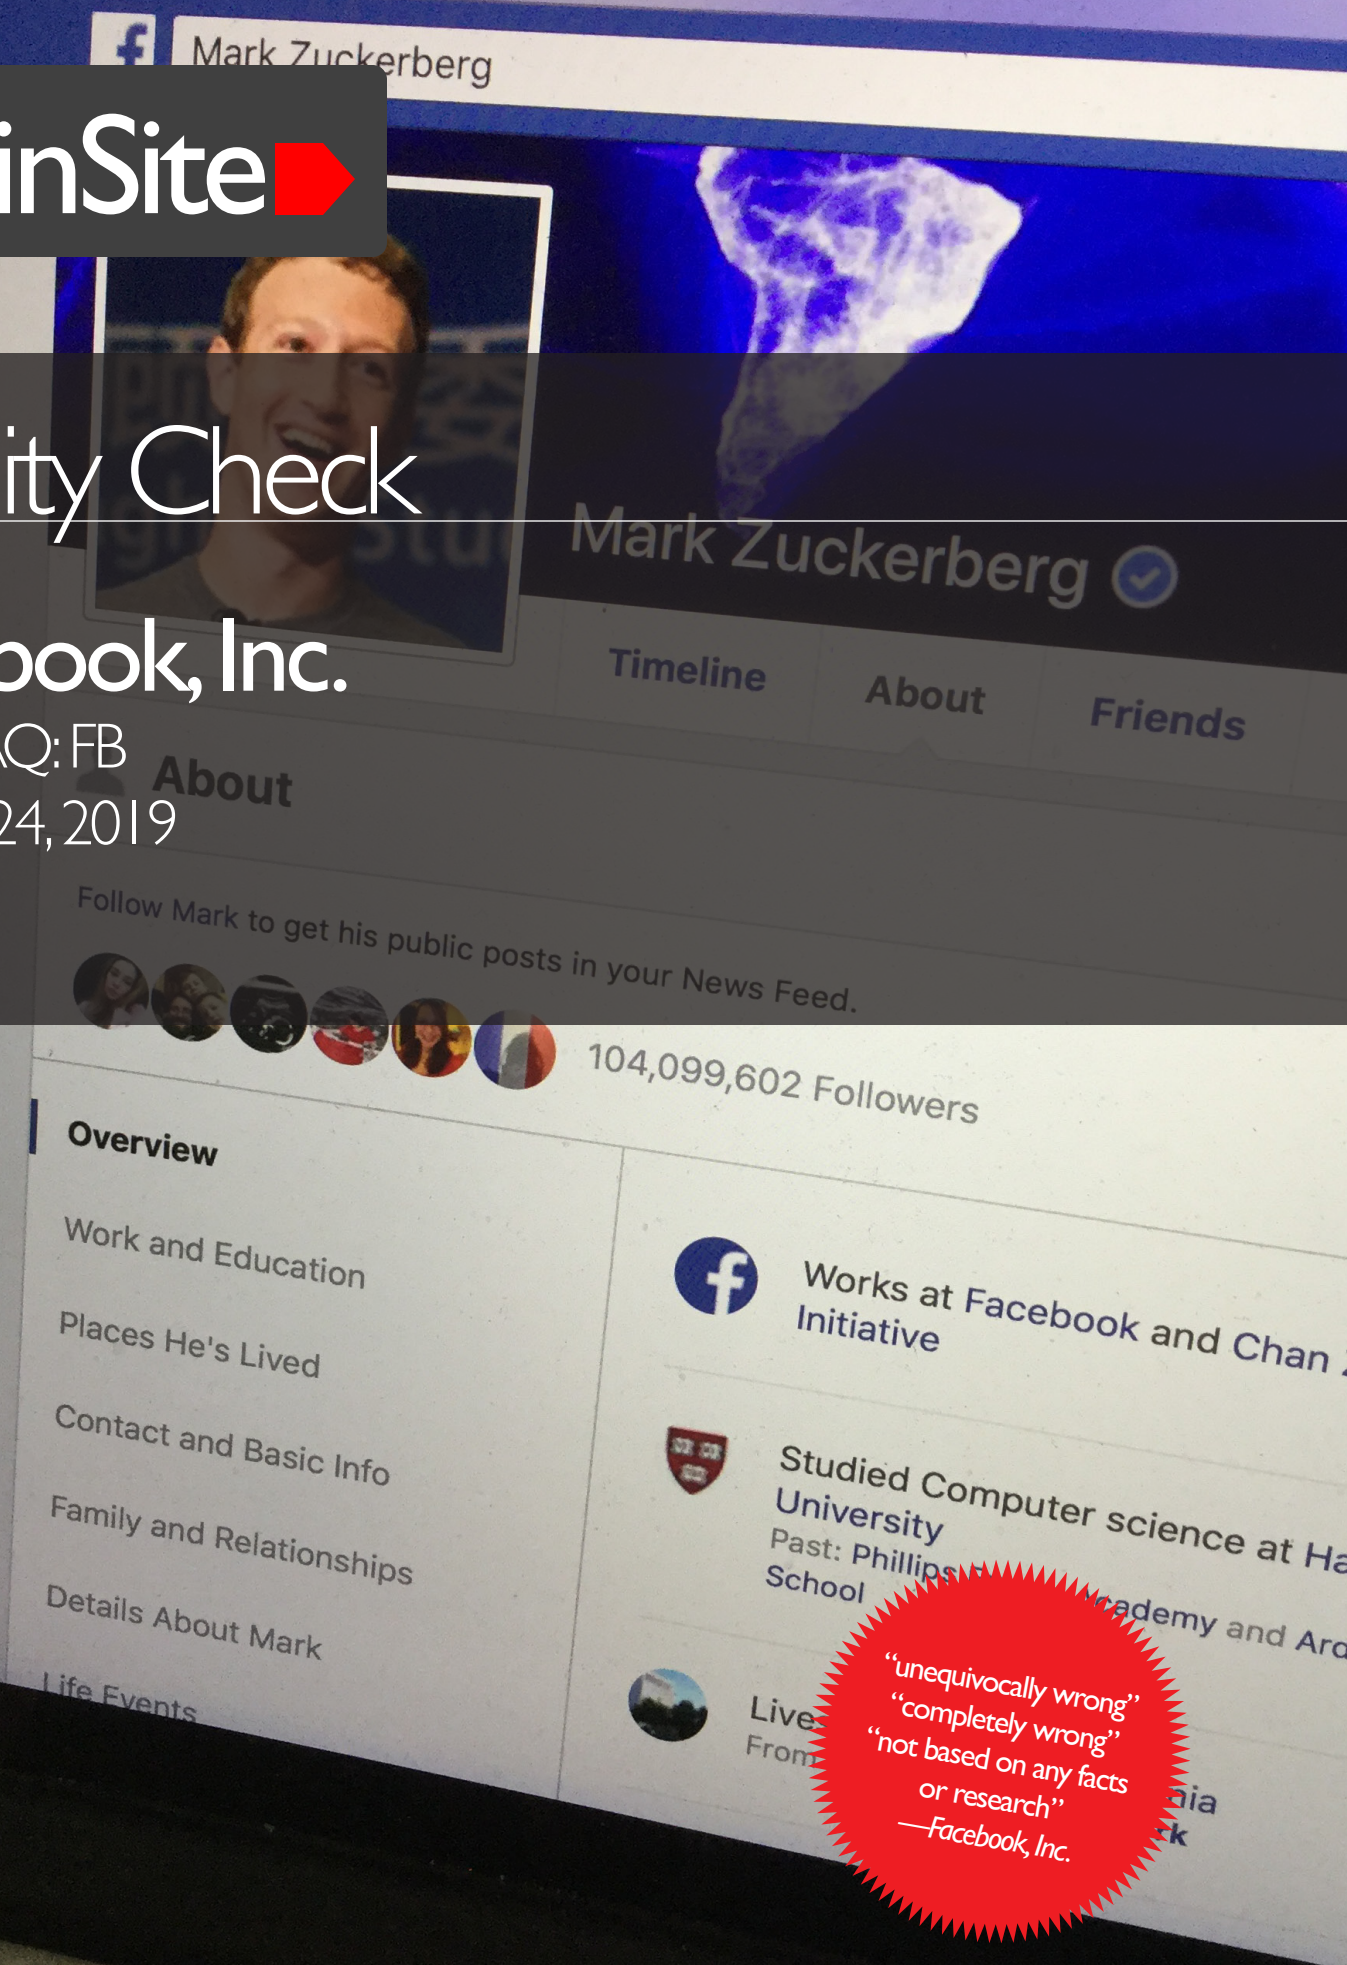 Mark Zuckerberg
inSite
ity Check
Mark Zuckerberg
book, Inc.
AQ: FB
24, 2019
Timeline
About
Friends
About
Follow Mark to get his public posts in your News Feed.
104,099,602 Followers
Overview
Work and Education
Places He's Lived
Contact and Basic Info
Family and Relationships
Details About Mark
Life Events
Works at Facebook and Chan
Initiative
Studied Computer science at Ha
University
Past: Phillips Academy and Ard
School
Live
From
nia
rk
“unequivocally wrong”
“completely wrong”
“not based on any facts
or research”
—Facebook, Inc.